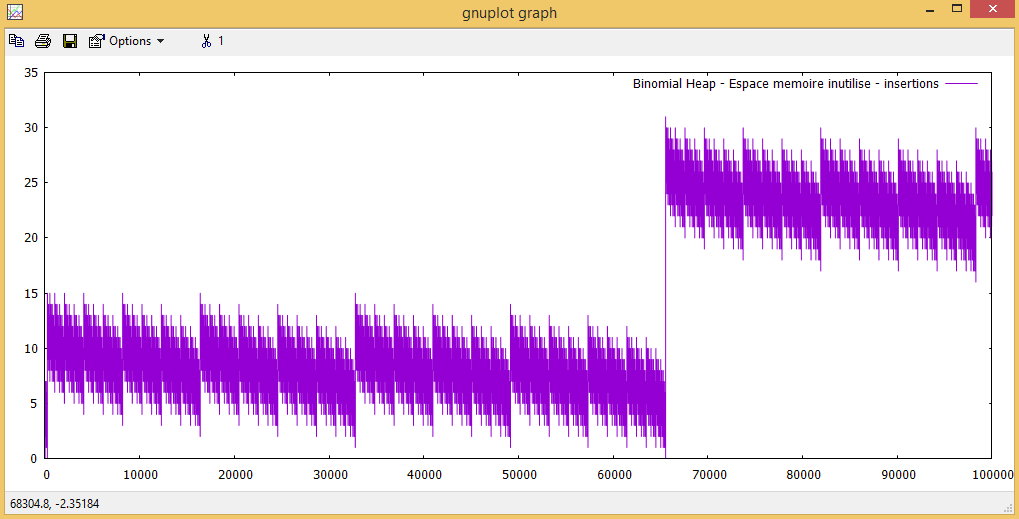 gnuplot graph
Options 1
Binomial Heap - Espace memoire inutilise - insertions
35
30
25
20
15
10
5
0
0 10000 20000 30000 40000 50000 60000 70000 80000 90000 100000
68304.8, -2.35184